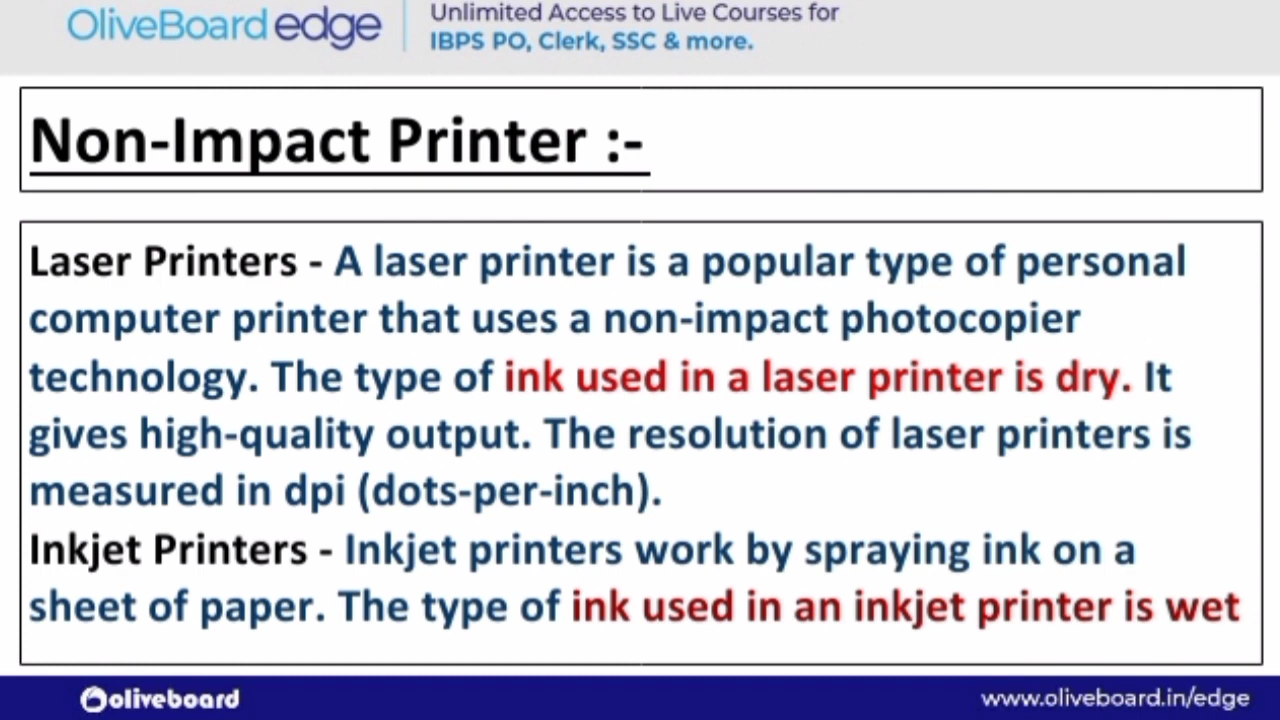 OliveBoard edge
Unlimited Access to Live Courses for
IBPS PO, Clerk, SSC & more.
Non-Impact Printer :-
Laser Printers - A laser printer is a popular type of personal
computer printer that uses a non-impact photocopier
technology. The type of ink used in a laser printer is dry. It
gives high-quality output. The resolution of laser printers is
measured in dpi (dots-per-inch).
Inkjet Printers - Inkjet printers work by spraying ink on a
sheet of paper. The type of ink used in an inkjet printer is wet
oliveboard
www.oliveboard.in/edge